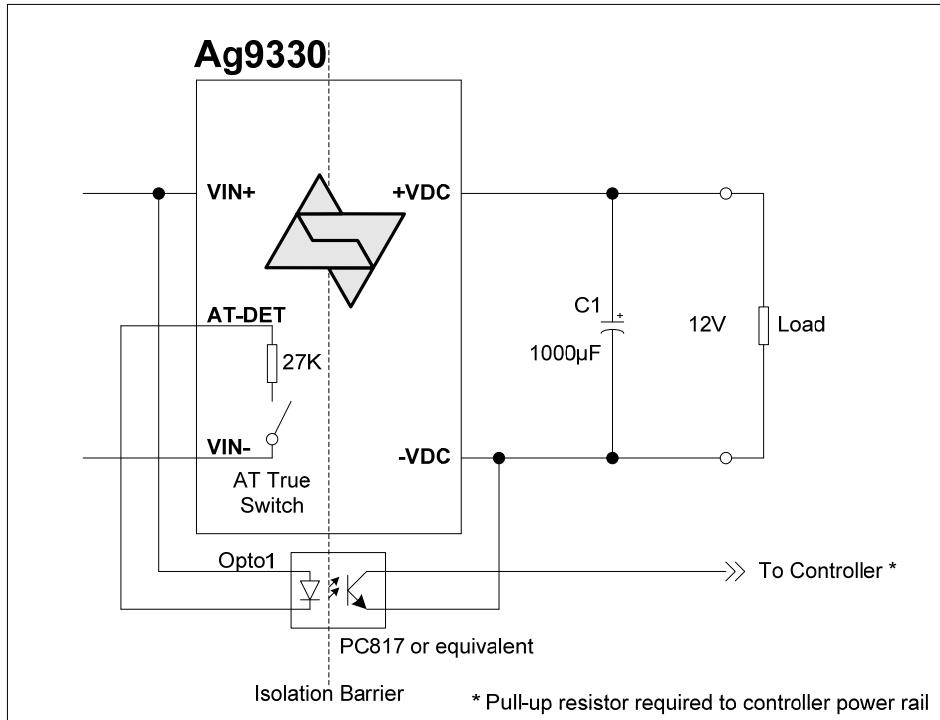 Ag9330
VIN+
+VDC
AT-DET
27K
C1
+
1000µF
12V
Load
VIN-
-VDC
AT True
Switch
Opto1
To Controller *
PC817 or equivalent
Isolation Barrier
* Pull-up resistor required to controller power rail